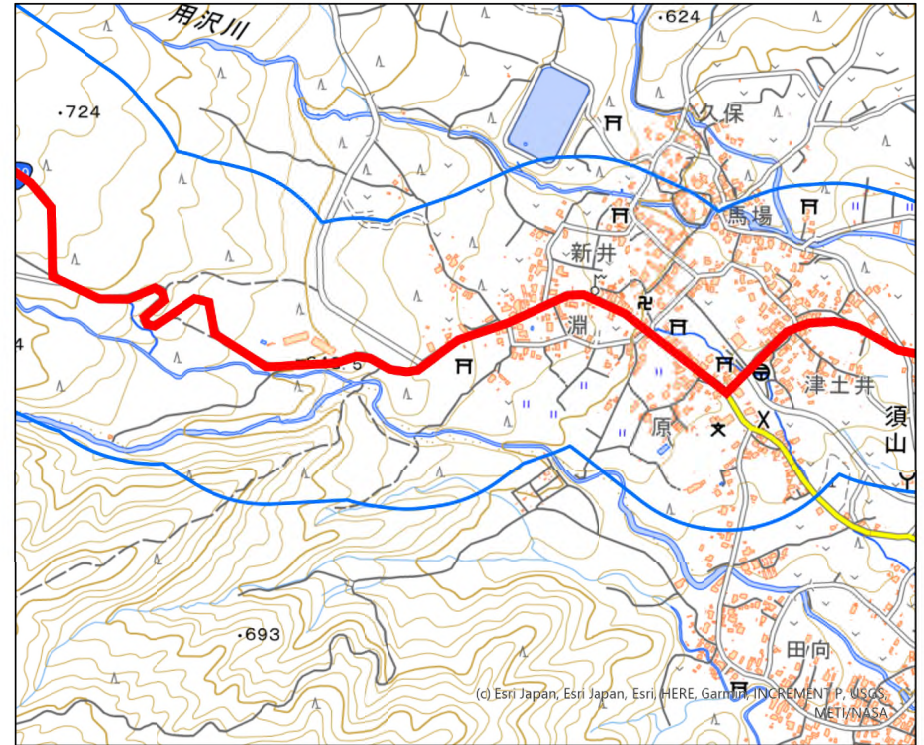 用沢川
・624
久保
・724
馬場
新井
淵
津土井
須山
原
・693
田向
(c) Esri Japan, Esri Japan, Esri, HERE, Garmin, INCREMENT P, USGS,
METI/NASA